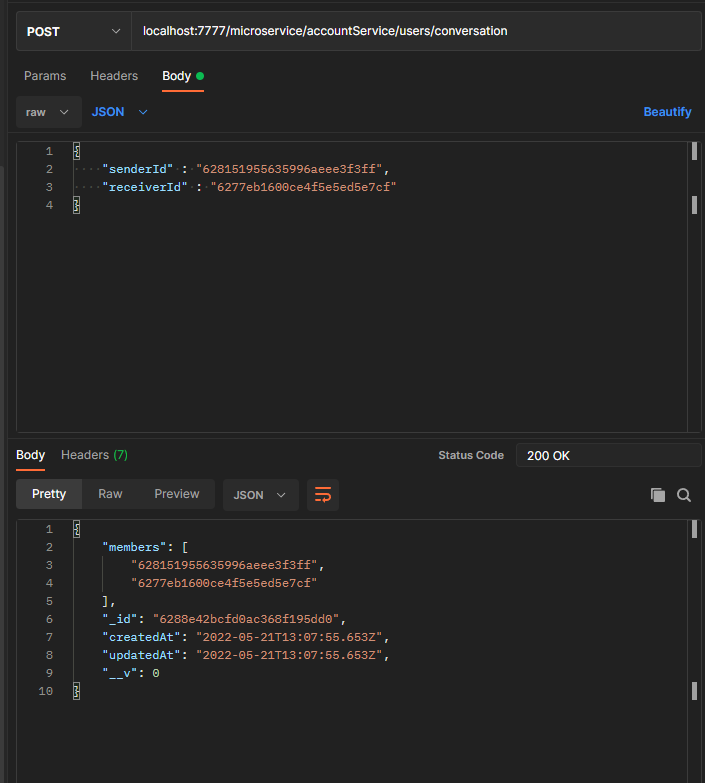 POST localhost:7777/microservice/accountService/users/conversation
Params Headers Body
raw JSON Beautify
1 {
2 "senderId" : "628151955635996aeee3f3ff",
3 "receiverId" : "6277eb1600ce4f5e5ed5e7cf"
4 }
Body Headers (7) Status Code 200 OK
Pretty Raw Preview JSON
1 {
2 "members": [
3 "628151955635996aeee3f3ff",
4 "6277eb1600ce4f5e5ed5e7cf"
5 ],
6 "_id": "6288e42bcfd0ac368f195dd0",
7 "createdAt": "2022-05-21T13:07:55.653Z",
8 "updatedAt": "2022-05-21T13:07:55.653Z",
9 "__v": 0
10 }